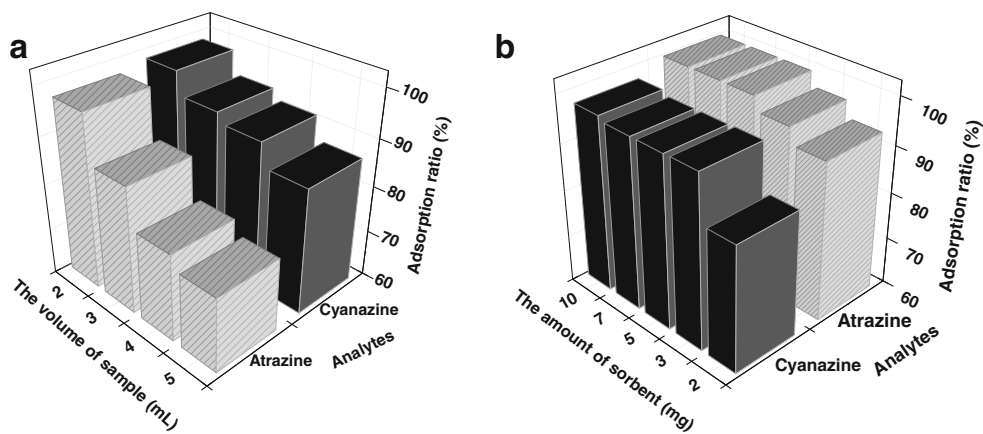 a
100
90
80
70
60
Adsorption ratio (%)
2
3
4
5
The volume of sample (mL)
Atrazine
Cyanazine
Analytes
b
100
90
80
70
60
Adsorption ratio (%)
10
7
5
3
2
The amount of sorbent (mg)
Cyanazine
Atrazine
Analytes